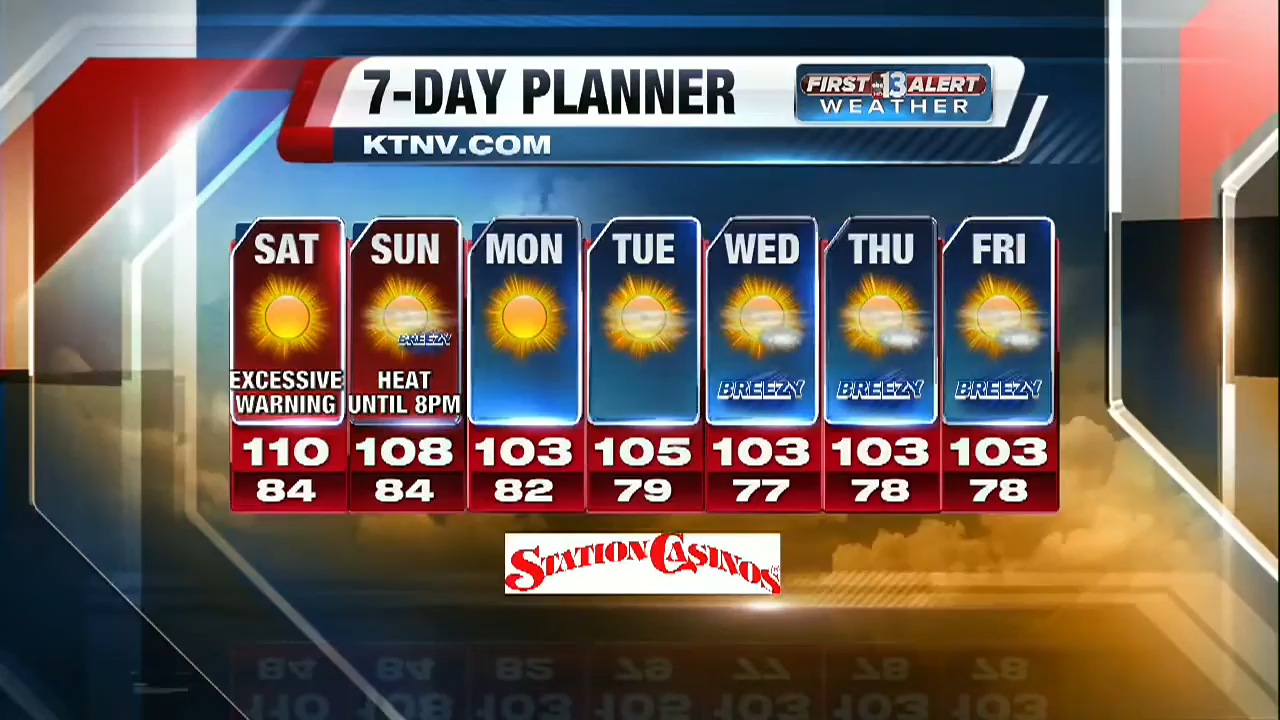 7-DAY PLANNER
FIRST abc 13 ALERT
WEATHER
KTNV.COM
SAT SUN MON TUE WED THU FRI
BREEZY
EXCESSIVE HEAT
WARNING UNTIL 8PM
BREEZY BREEZY BREEZY
110 108 103 105 103 103 103
84 84 82 79 77 78 78
STATION CASINOS